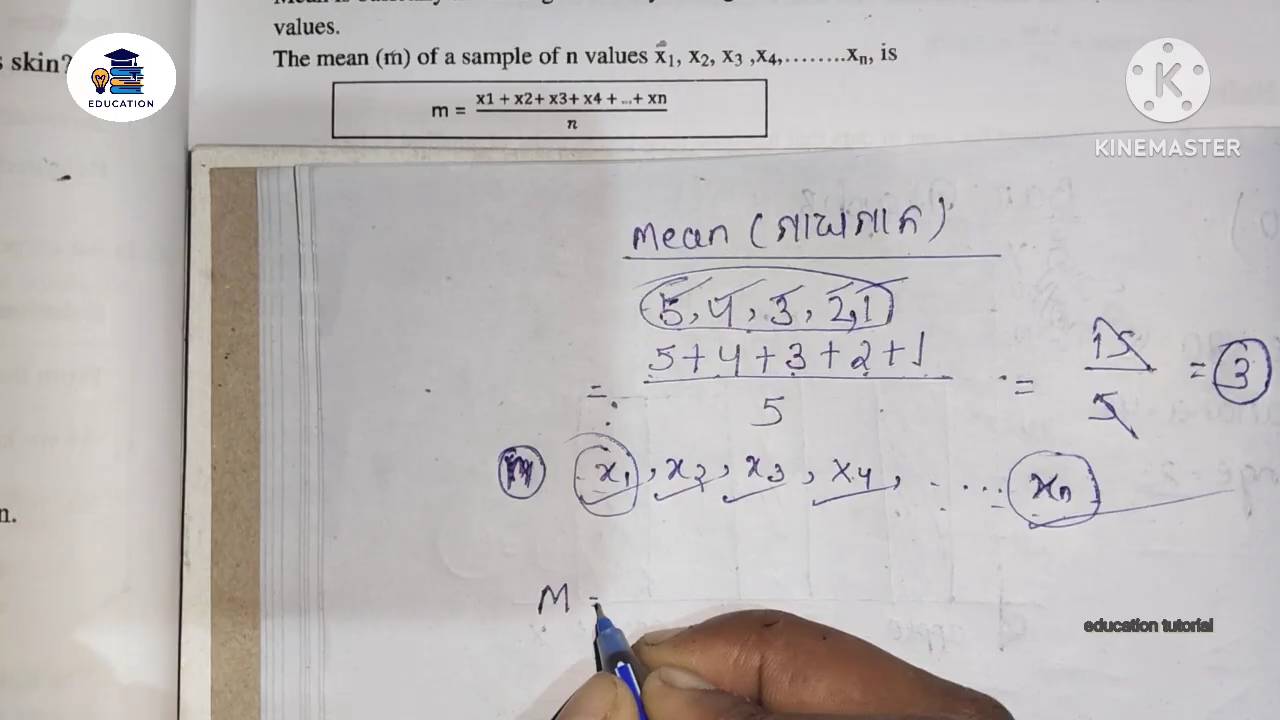 values.
s skin?
EDUCATION
The mean (m) of a sample of n values x̄1, x2, x3 ,x4,........xn, is
m = x1 + x2+ x3+ x4 + ...+ xn
n
KINEMASTER
Mean (
5, 4, 3, 2, 1
= 5+4+3+2+1 = 15 = 3
5 5
m x1, x2, x3, x4, .... xn
n.
M =
education tutorial